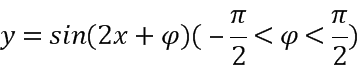 y = sin(2x + φ)( − π/2 < φ < π/2)